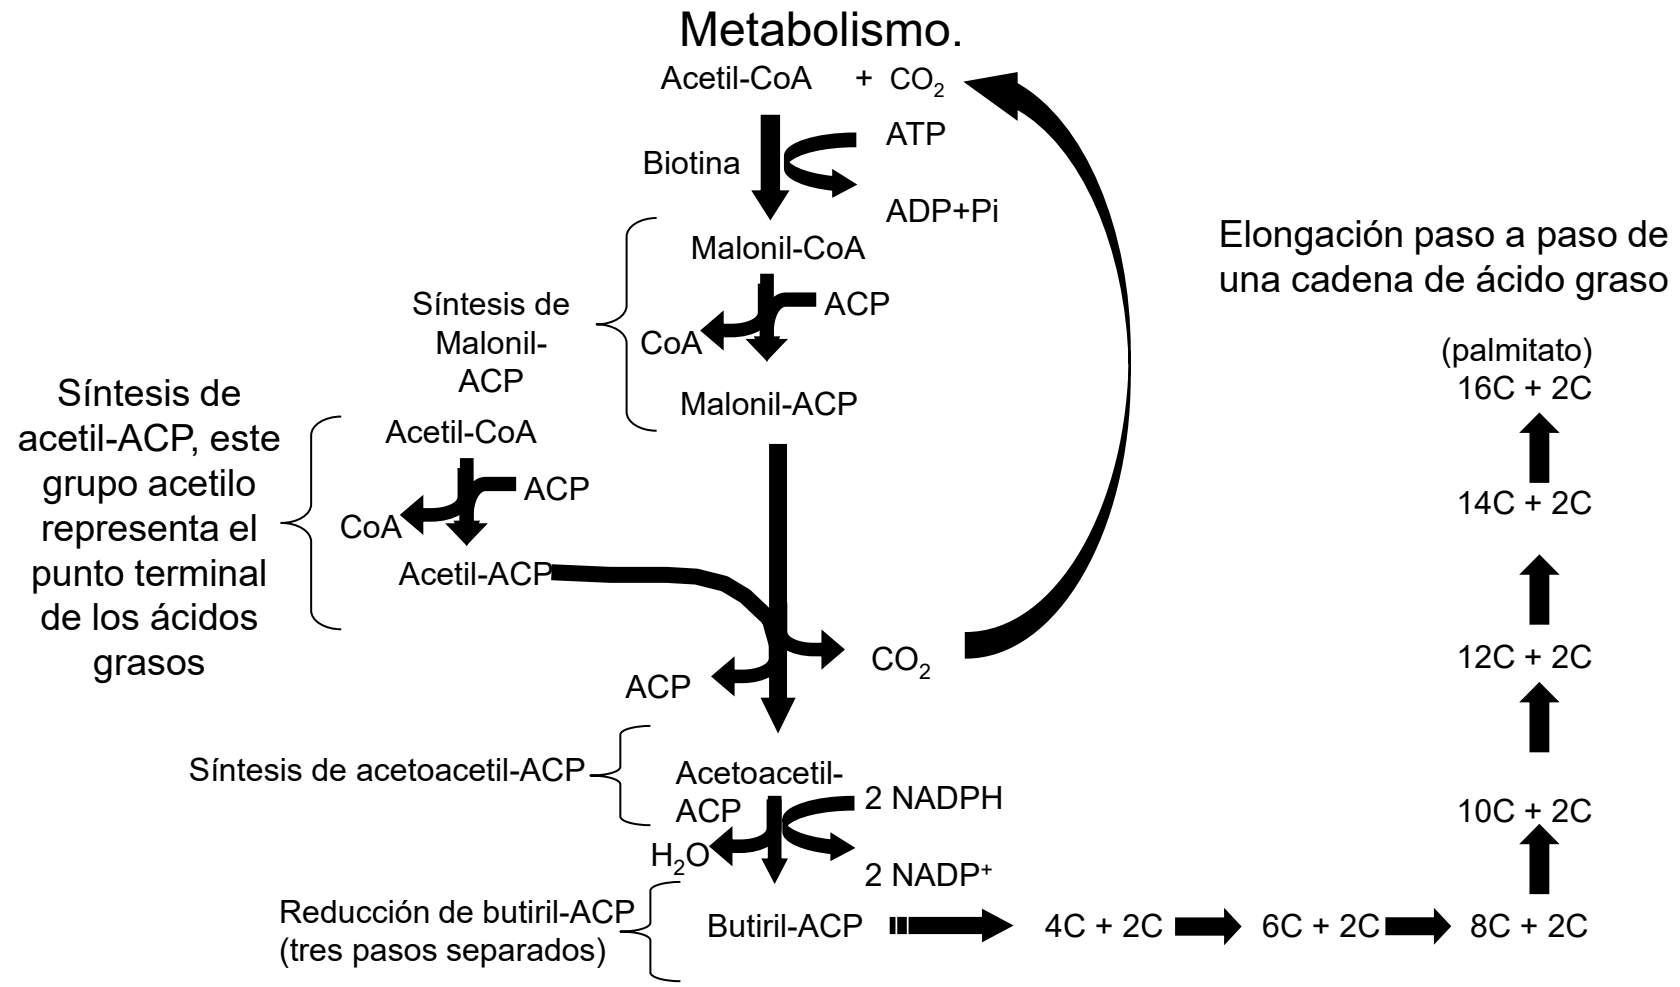 Metabolismo.
Acetil-CoA + CO2
ATP
Biotina
ADP+Pi
Malonil-CoA
Síntesis de
Malonil-
ACP
ACP
CoA
Malonil-ACP
Síntesis de
acetil-ACP, este
grupo acetilo
representa el
punto terminal
de los ácidos
grasos
Acetil-CoA
ACP
CoA
Acetil-ACP
CO2
ACP
Síntesis de acetoacetil-ACP
Acetoacetil-
ACP
2 NADPH
H2O
2 NADP+
Reducción de butiril-ACP
(tres pasos separados)
Butiril-ACP
4C + 2C
6C + 2C
8C + 2C
10C + 2C
12C + 2C
14C + 2C
(palmitato)
16C + 2C
Elongación paso a paso de
una cadena de ácido graso